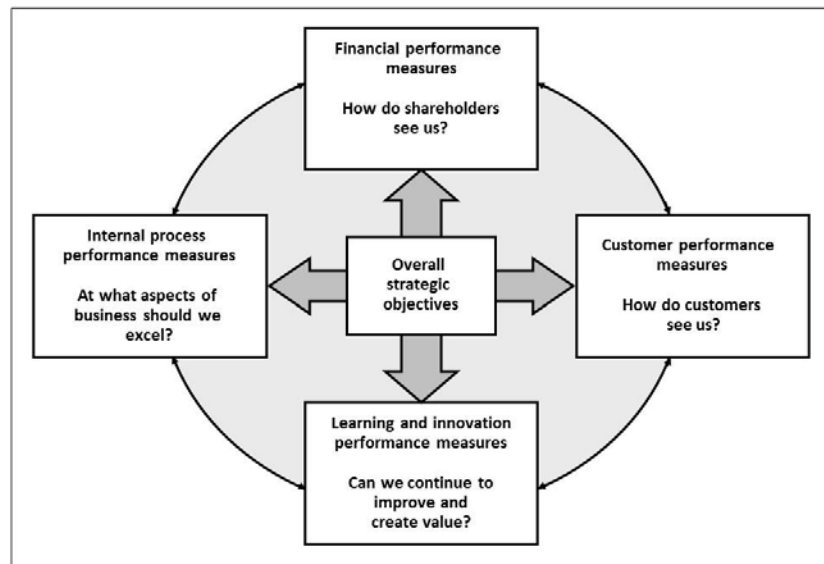 Financial performance
measures
How do shareholders
see us?
Internal process
performance measures
At what aspects of
business should we
excel?
Overall
strategic
objectives
Customer performance
measures
How do customers
see us?
Learning and innovation
performance measures
Can we continue to
improve and
create value?